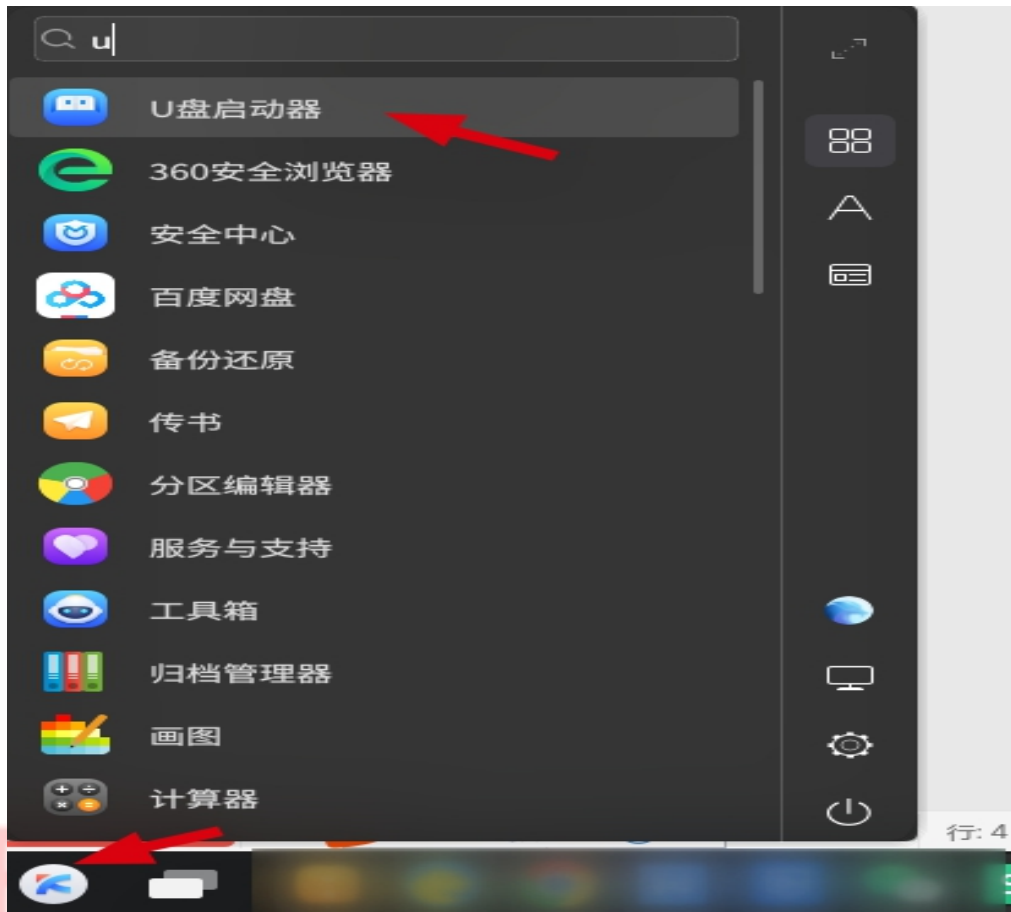 u
U盘启动器
360安全浏览器
安全中心
百度网盘
备份还原
传书
分区编辑器
服务与支持
工具箱
归档管理器
画图
计算器
行: 4